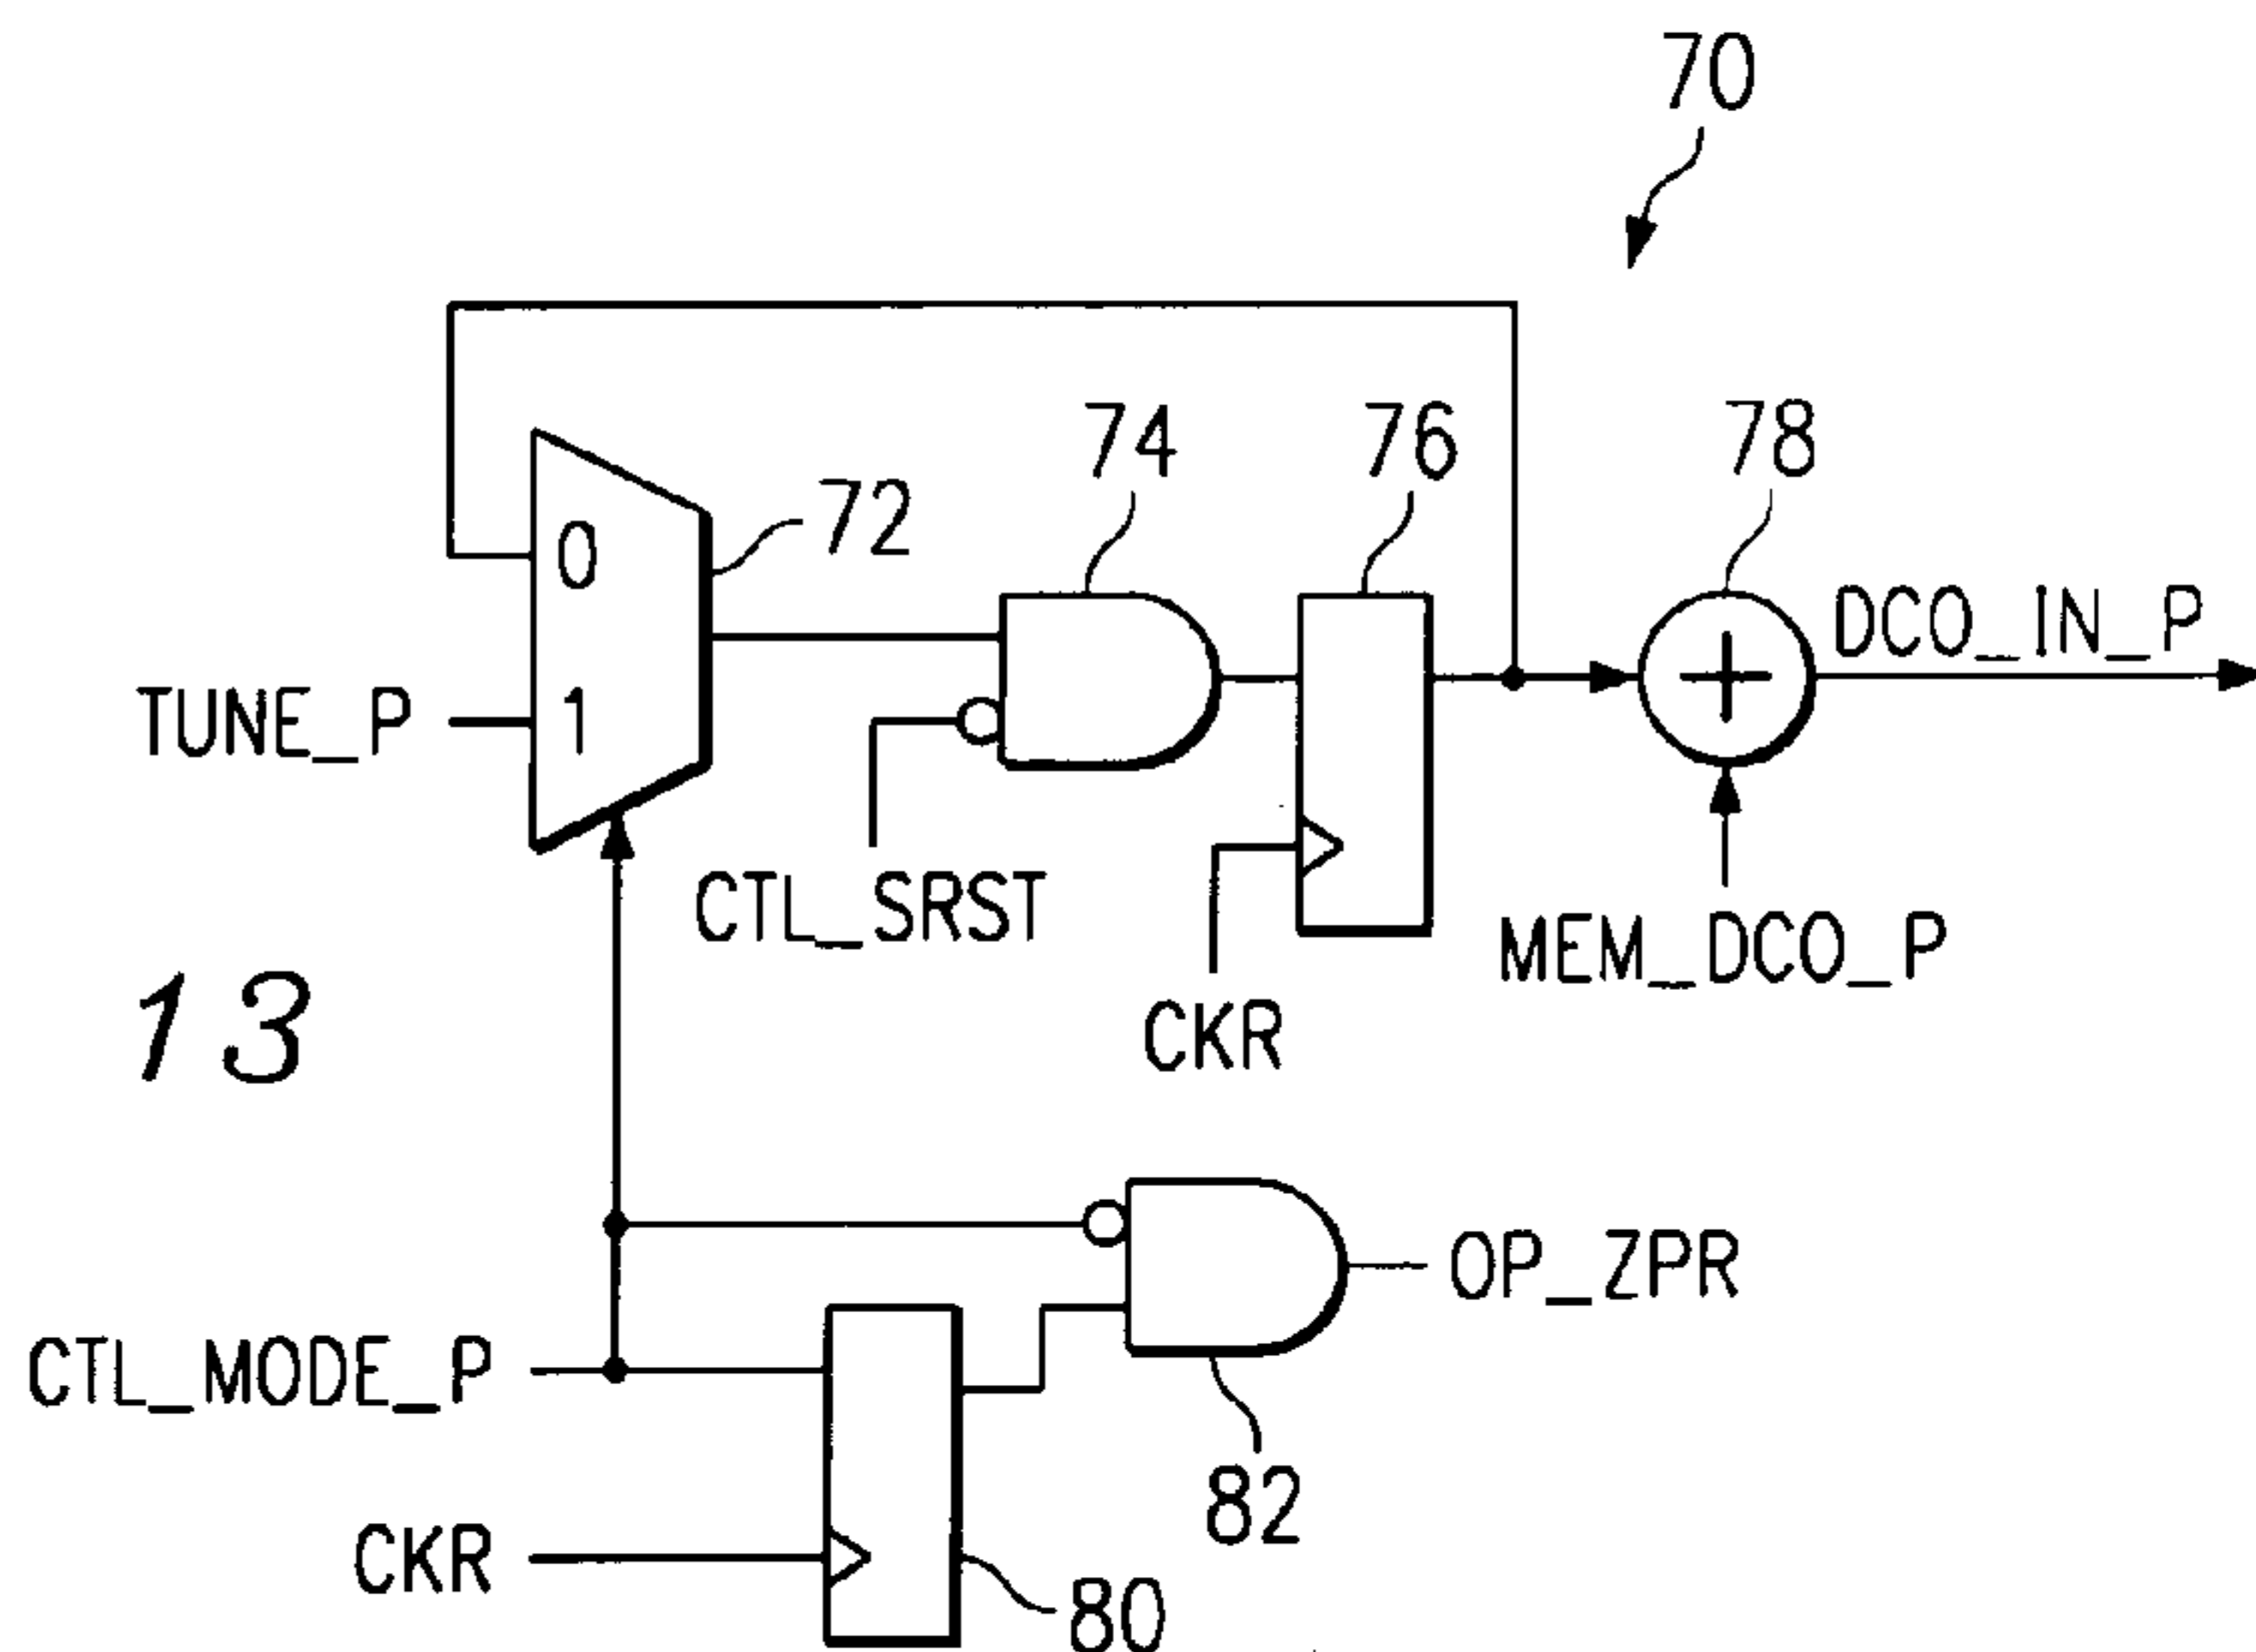 70
74
76
78
72
0
DCO_IN_P
TUNE_P
1
CTL_SRST
MEM_DCO_P
13
CKR
OP_ZPR
CTL_MODE_P
82
CKR
80